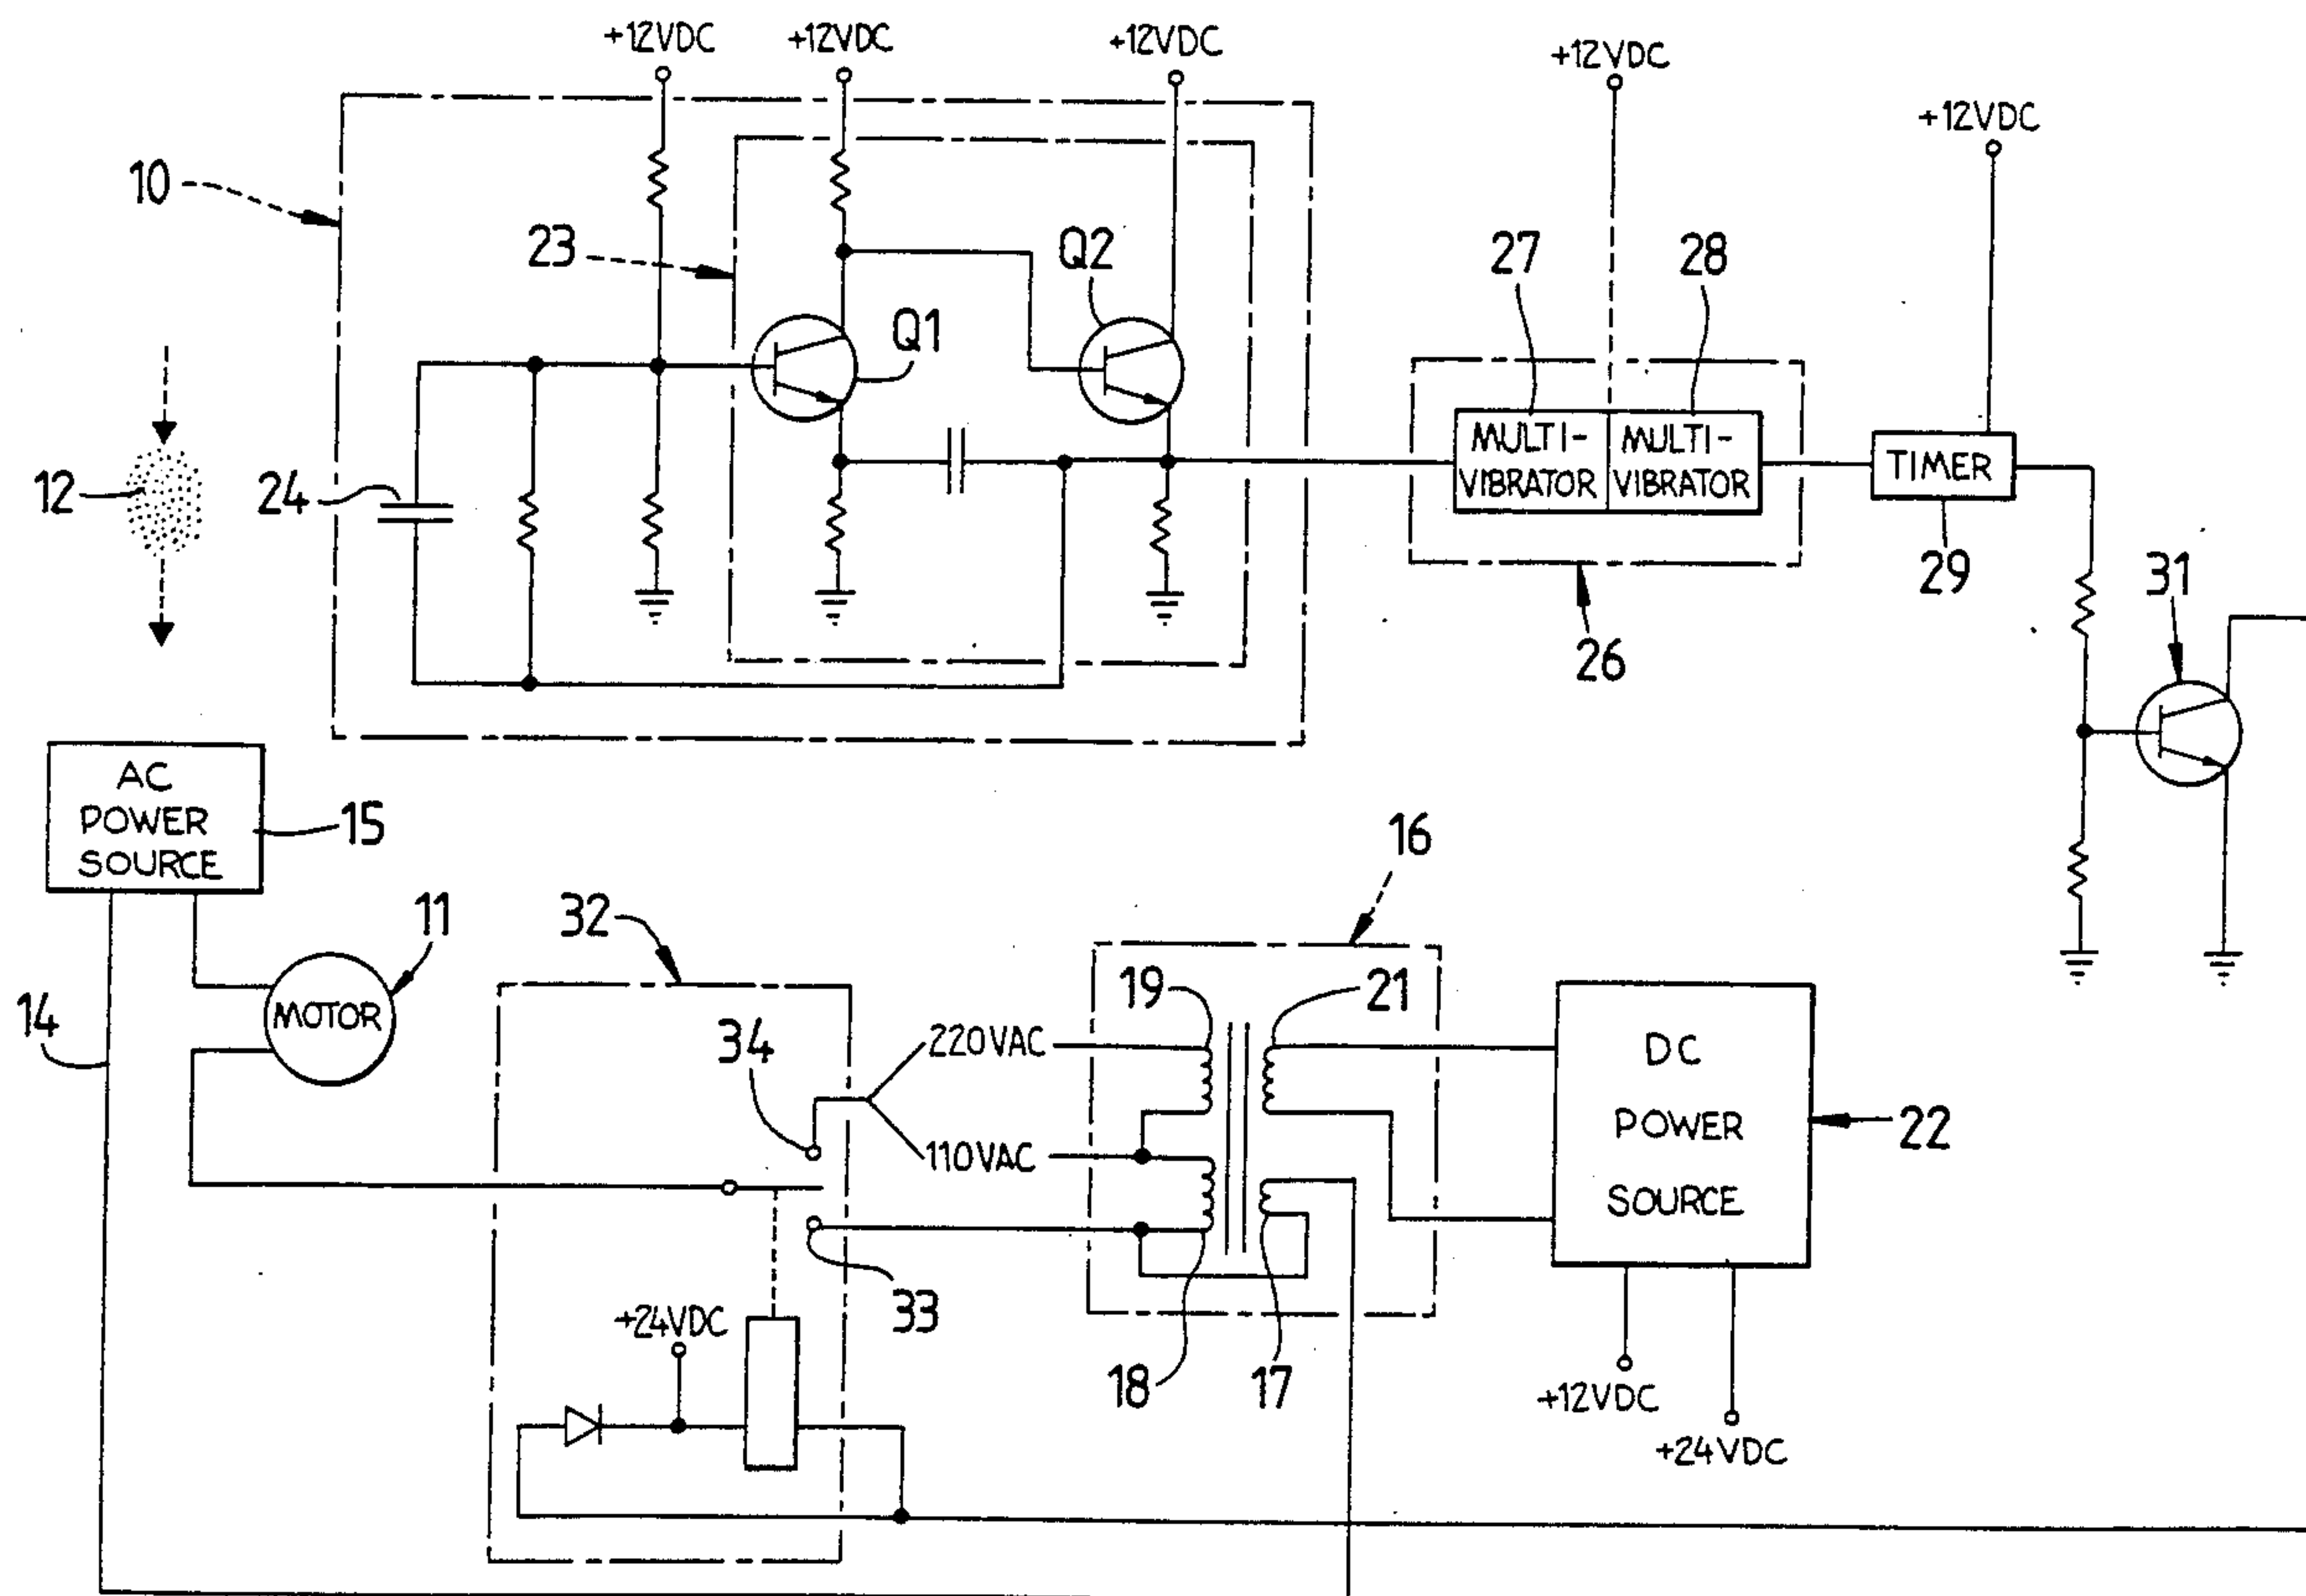 +12VDC
+12VDC
+12VDC
+12VDC
+12VDC
10
23
Q1
Q2
27
28
12
24
MULTI-
VIBRATOR
MULTI-
VIBRATOR
TIMER
29
26
31
AC
POWER
SOURCE
15
11
MOTOR
14
32
16
19
21
34
220VAC
110VAC
33
18
17
DC
POWER
SOURCE
22
+24VDC
+12VDC
+24VDC